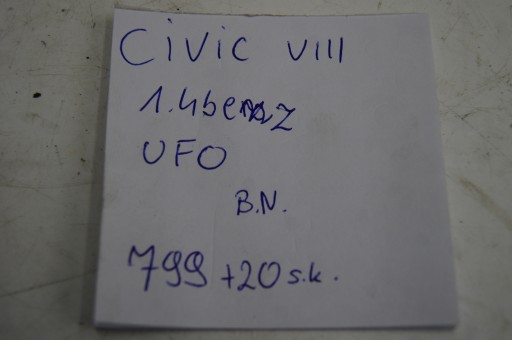 CIVIC VIII
1.4benz
UFO
B.N.
799 +20 s.k.